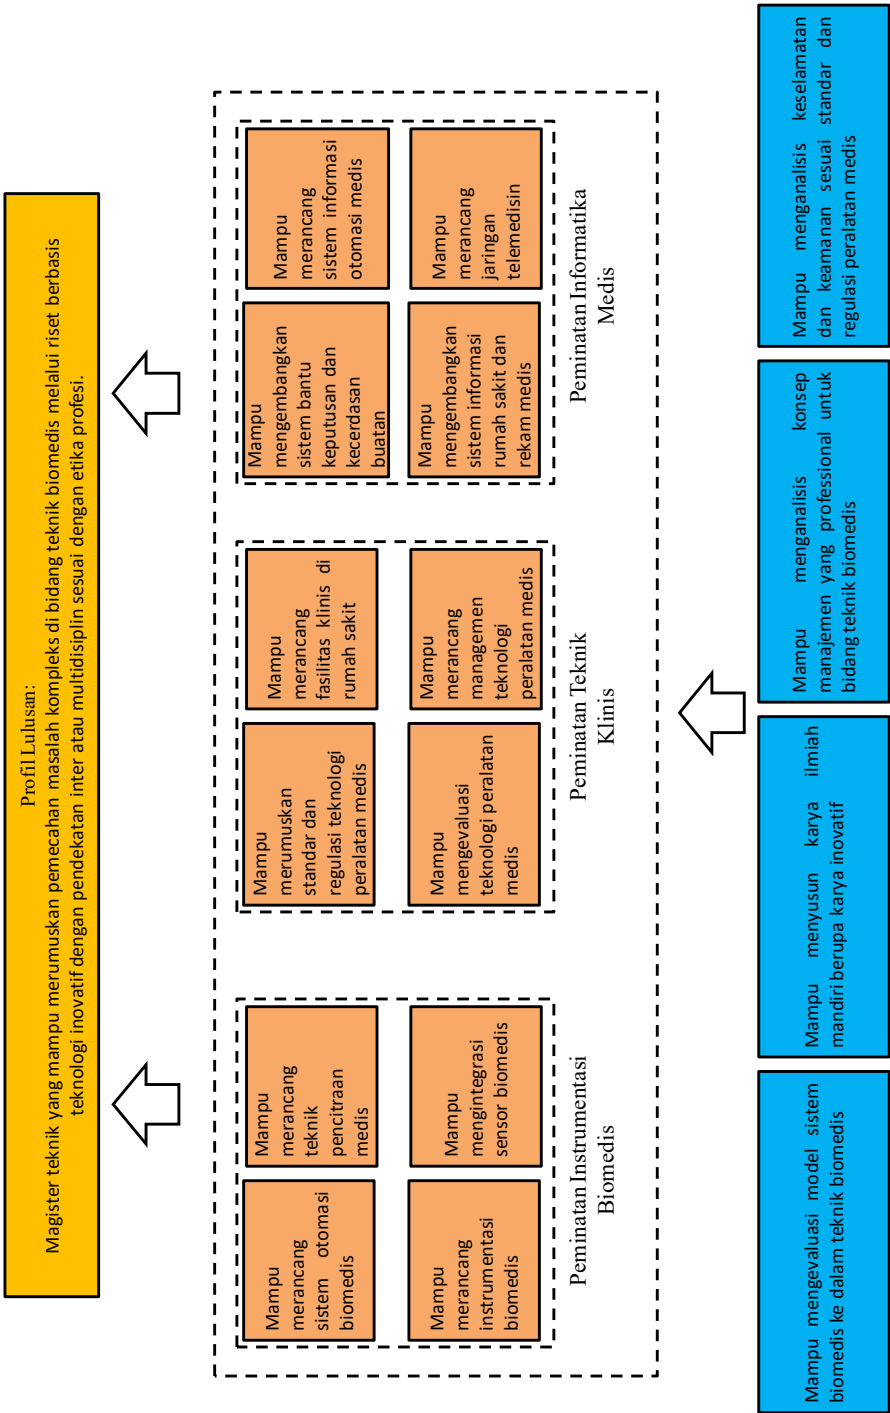 Profil Lulusan:
Magister teknik yang mampu merumuskan pemecahan masalah kompleks di bidang teknik biomedis melalui riset berbasis
teknologi inovatif dengan pendekatan inter atau multidisiplin sesuai dengan etika profesi.
Mampu
merancang
sistem otomasi
biomedis
Mampu
merancang
teknik
pencitraan
medis
Mampu
merancang
instrumentasi
biomedis
Mampu
mengintegrasi
sensor biomedis
Peminatan Instrumentasi
Biomedis
Mampu
merumuskan
standar dan
regulasi teknologi
peralatan medis
Mampu
merancang
fasilitas klinis di
rumah sakit
Mampu
mengevaluasi
teknologi peralatan
medis
Mampu
merancang
managemen
teknologi
peralatan medis
Peminatan Teknik
Klinis
Mampu
mengembangkan
sistem bantu
keputusan dan
kecerdasan
buatan
Mampu
merancang
sistem informasi
otomasi medis
Mampu
mengembangkan
sistem informasi
rumah sakit dan
rekam medis
Mampu
merancang
jaringan
telemedisin
Peminatan Informatika
Medis
Mampu mengevaluasi model sistem
biomedis ke dalam teknik biomedis
Mampu menyusun karya ilmiah
mandiri berupa karya inovatif
Mampu menganalisis konsep
manajemen yang professional untuk
bidang teknik biomedis
Mampu menganalisis keselamatan
dan keamanan sesuai standar dan
regulasi peralatan medis